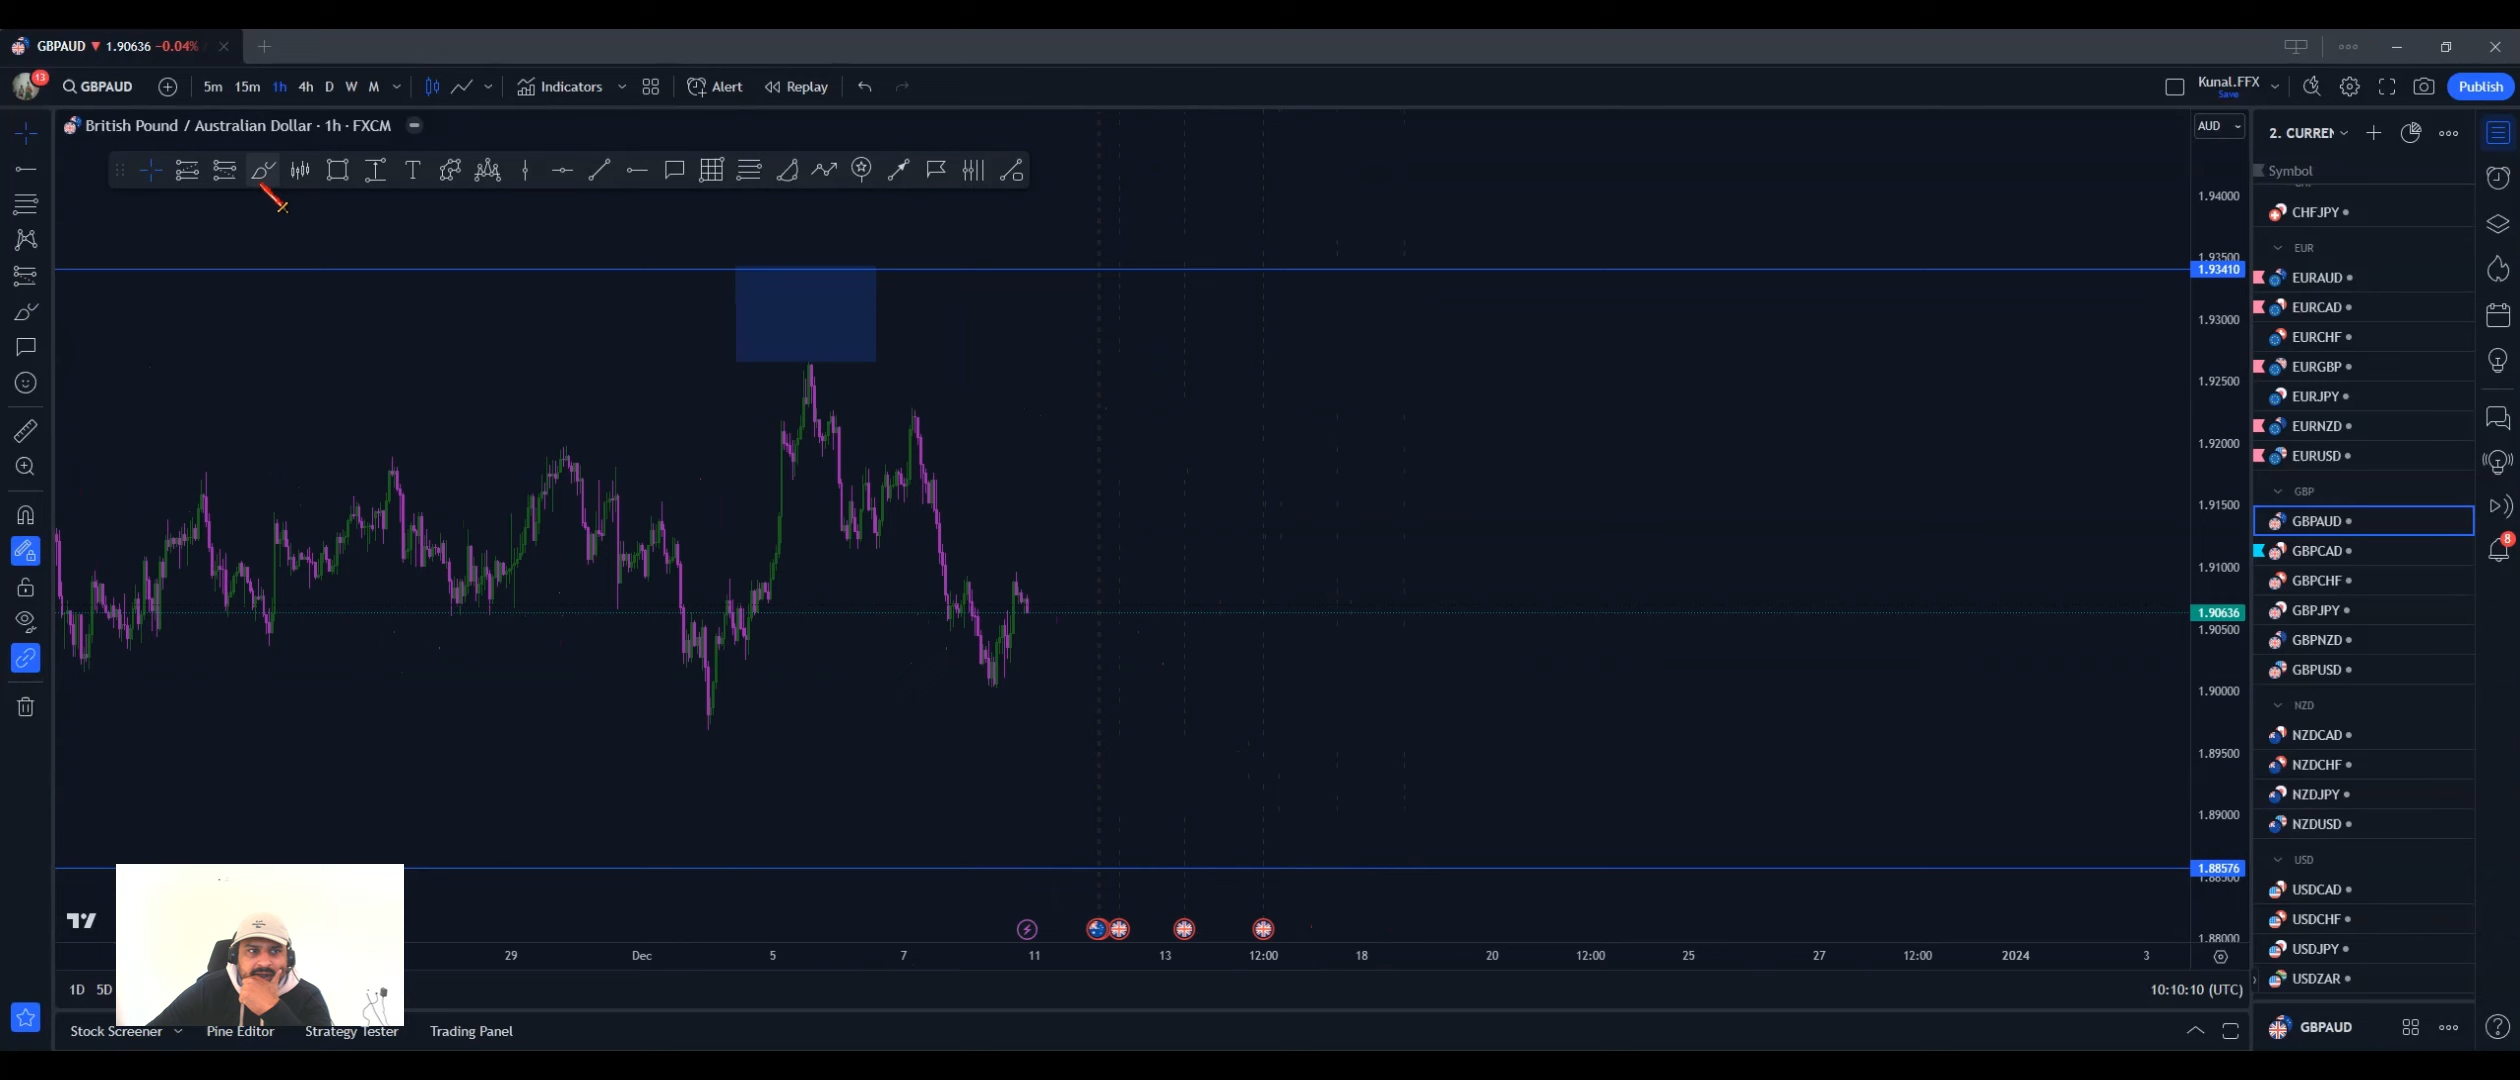 GBPAUD ▼ 1.90636 −0.04%
13
GBPAUD
5m 15m 1h 4h D W M
Indicators
Alert
Replay
Kunal.FFX
Save
Publish
British Pound / Australian Dollar · 1h · FXCM
AUD
1.94000
1.93500
1.93410
1.93000
1.92500
1.92000
1.91500
1.91000
1.90636
1.90500
1.90000
1.89500
1.89000
1.88576
1.88500
1.88000
29 Dec 5 7 11 13 12:00 18 20 12:00 25 27 12:00 2024 3
1D 5D
10:10:10 (UTC)
Stock Screener Pine Editor Strategy Tester Trading Panel
2. CURREN
Symbol
CHFJPY
EUR
EURAUD
EURCAD
EURCHF
EURGBP
EURJPY
EURNZD
EURUSD
GBP
GBPAUD
GBPCAD
GBPCHF
GBPJPY
GBPNZD
GBPUSD
NZD
NZDCAD
NZDCHF
NZDJPY
NZDUSD
USD
USDCAD
USDCHF
USDJPY
USDZAR
GBPAUD
8